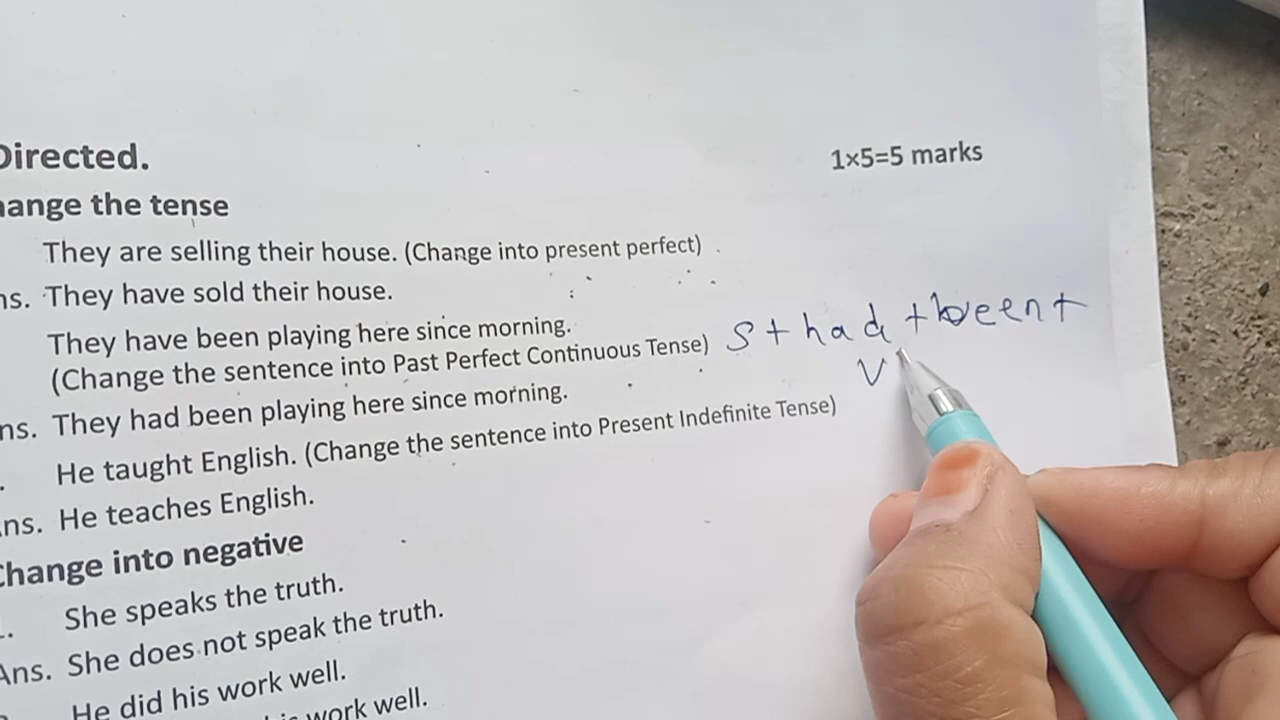 Directed.
1×5=5 marks
hange the tense
They are selling their house. (Change into present perfect)
ns. They have sold their house.
They have been playing here since morning.
(Change the sentence into Past Perfect Continuous Tense) S + had + been +
V
ns. They had been playing here since morning.
. He taught English. (Change the sentence into Present Indefinite Tense)
ns. He teaches English.
Change into negative
. She speaks the truth.
Ans. She does not speak the truth.
He did his work well.
his work well.